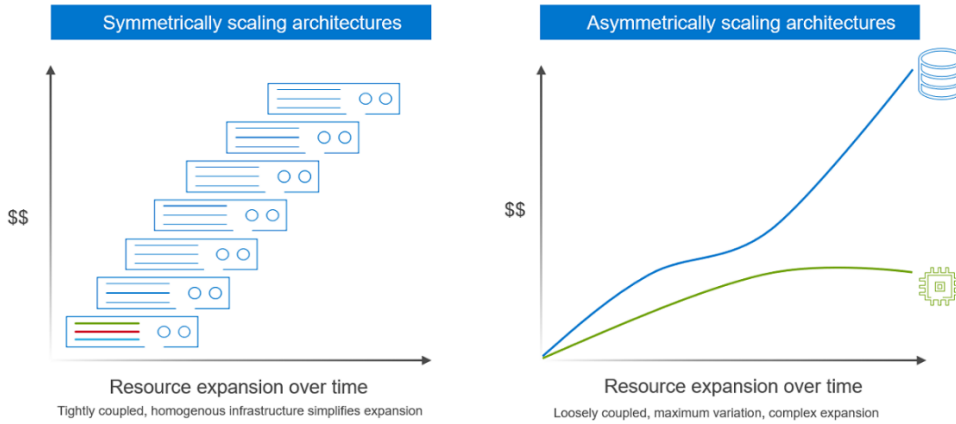 Symmetrically scaling architectures
$$
Resource expansion over time
Tightly coupled, homogenous infrastructure simplifies expansion
Asymmetrically scaling architectures
$$
Resource expansion over time
Loosely coupled, maximum variation, complex expansion